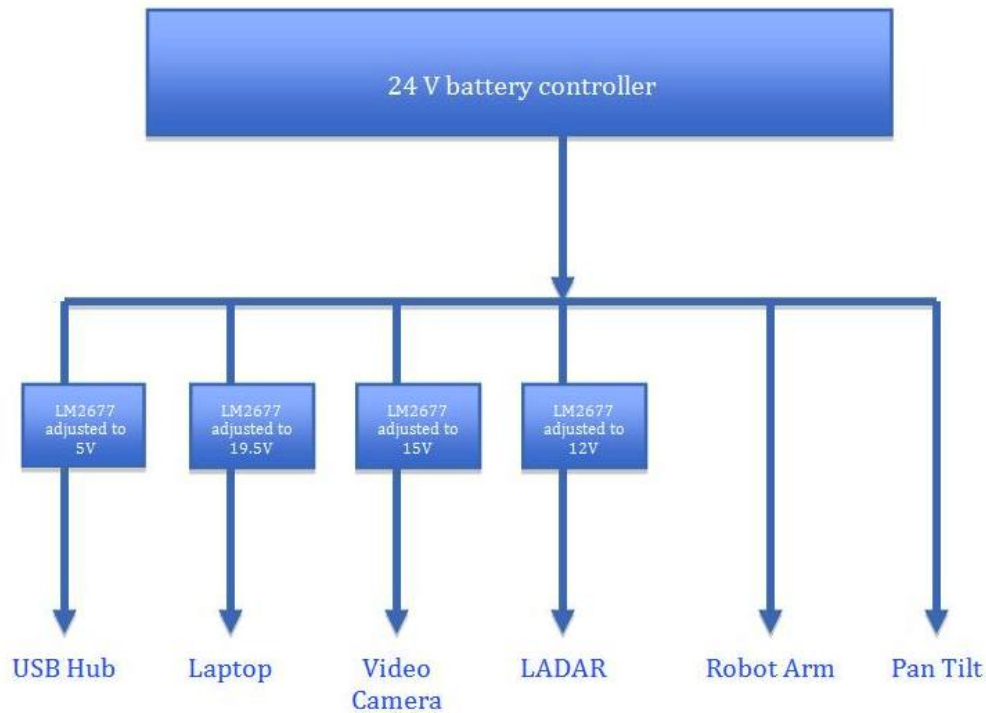 24 V battery controller
LM2677
adjusted to
5V
LM2677
adjusted to
19.5V
LM2677
adjusted to
15V
LM2677
adjusted to
12V
USB Hub
Laptop
Video
Camera
LADAR
Robot Arm
Pan Tilt